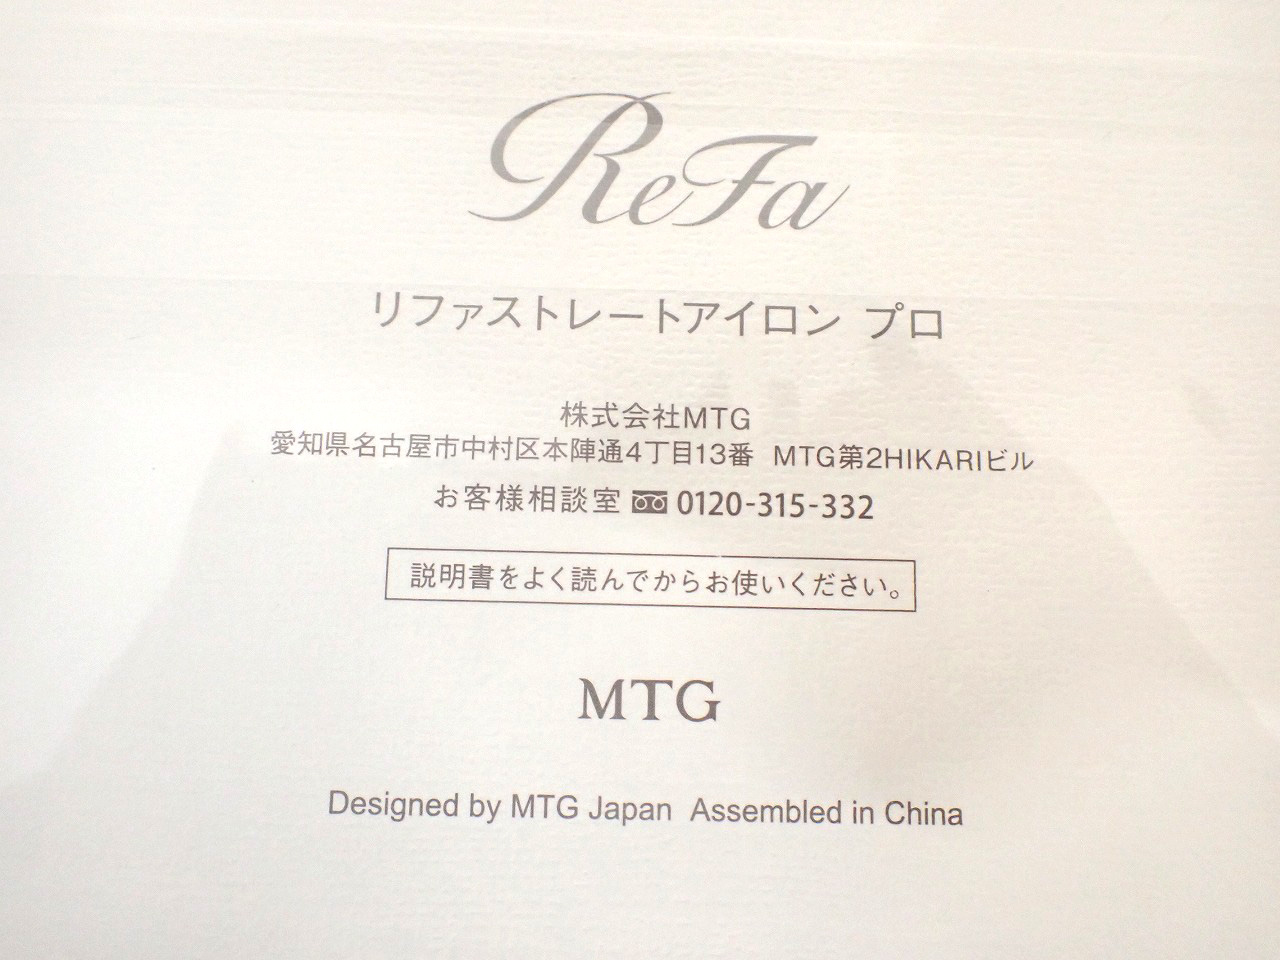 ReFa
リファストレートアイロン プロ
株式会社MTG
愛知県名古屋市中村区本陣通4丁目13番 MTG第2HIKARIビル
お客様相談室 0120-315-332
説明書をよく読んでからお使いください。
MTG
Designed by MTG Japan Assembled in China